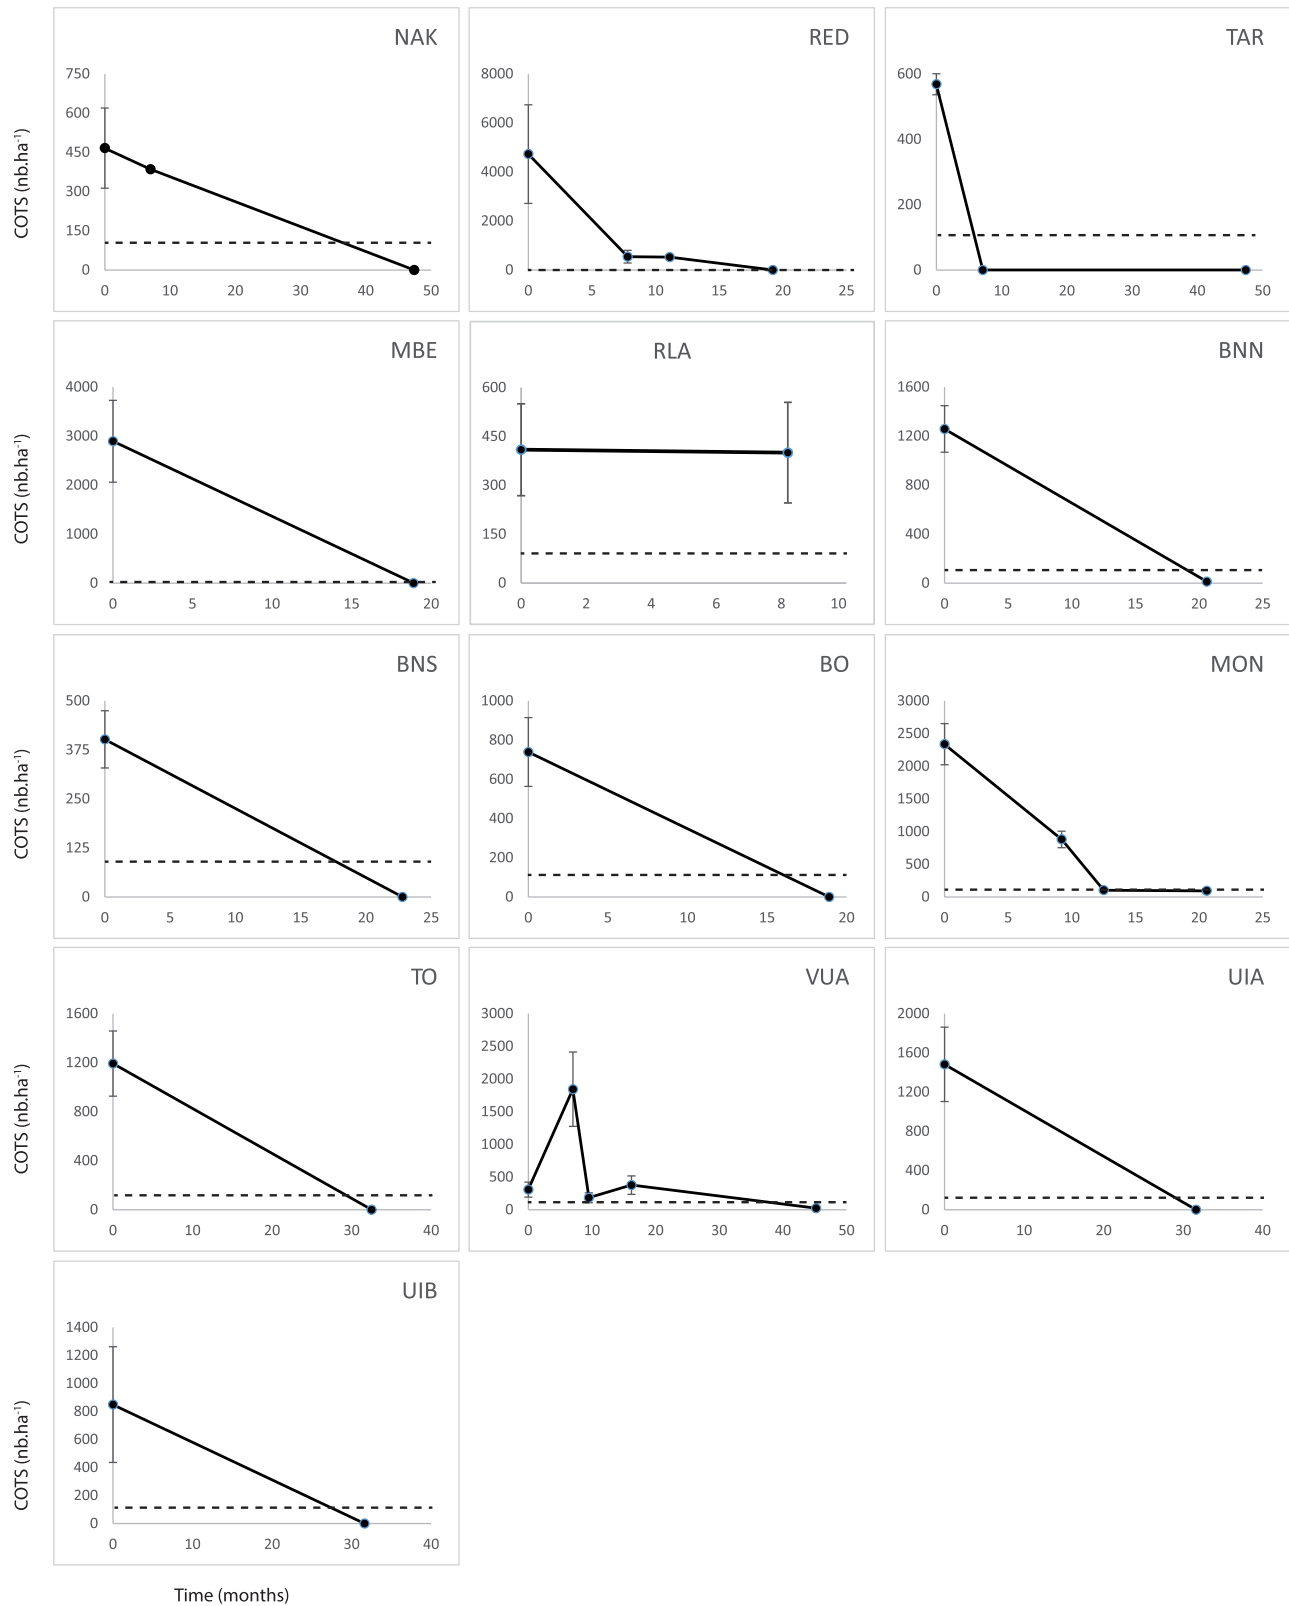 NAK
COTS (nb.ha⁻¹)
750
600
450
300
150
0
0 10 20 30 40 50
RED
8000
6000
4000
2000
0
0 5 10 15 20 25
TAR
600
400
200
0
0 10 20 30 40 50
MBE
COTS (nb.ha⁻¹)
4000
3000
2000
1000
0
0 5 10 15 20
RLA
600
450
300
150
0
0 2 4 6 8 10
BNN
1600
1200
800
400
0
0 5 10 15 20 25
BNS
COTS (nb.ha⁻¹)
500
375
250
125
0
0 5 10 15 20 25
BO
1000
800
600
400
200
0
0 5 10 15 20
MON
3000
2500
2000
1500
1000
500
0
0 5 10 15 20 25
TO
COTS (nb.ha⁻¹)
1600
1200
800
400
0
0 10 20 30 40
VUA
3000
2500
2000
1500
1000
500
0
0 10 20 30 40 50
UIA
2000
1600
1200
800
400
0
0 10 20 30 40
UIB
COTS (nb.ha⁻¹)
1400
1200
1000
800
600
400
200
0
0 10 20 30 40
Time (months)